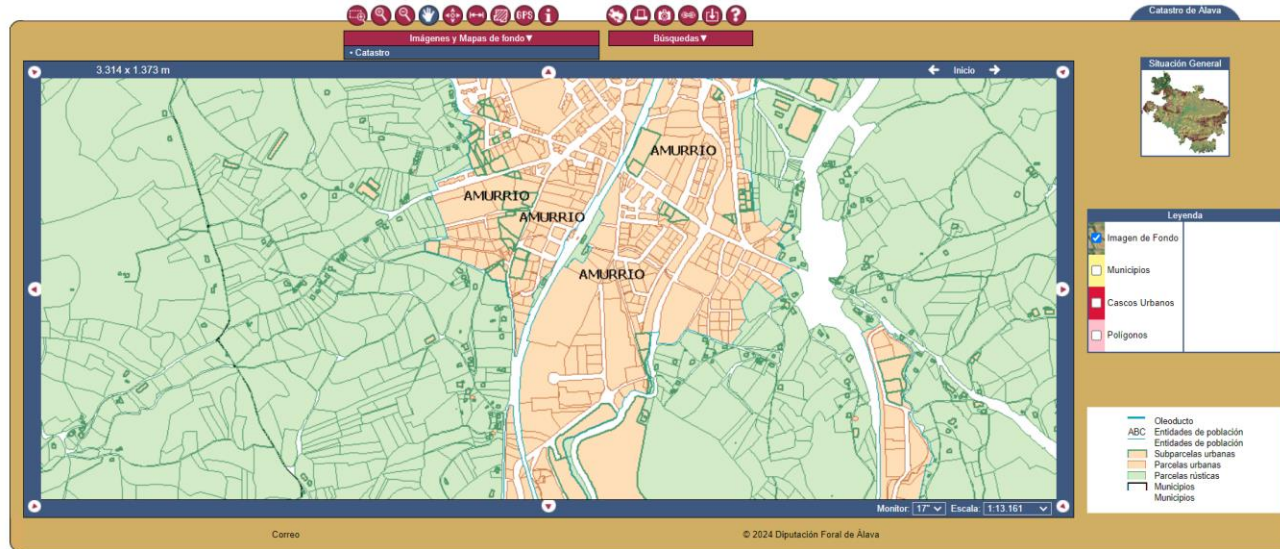 GPS
Catastro de Álava
Imágenes y Mapas de fondo▼
Búsquedas▼
• Catastro
3.314 x 1.373 m
Inicio
Situación General
AMURRIO
AMURRIO
AMURRIO
AMURRIO
Leyenda
Imagen de Fondo
Municipios
Cascos Urbanos
Polígonos
Oleoducto
ABC Entidades de población
Entidades de población
Subparcelas urbanas
Parcelas urbanas
Parcelas rústicas
Municipios
Municipios
Monitor: 17" Escala: 1:13.161
Correo
© 2024 Diputación Foral de Álava